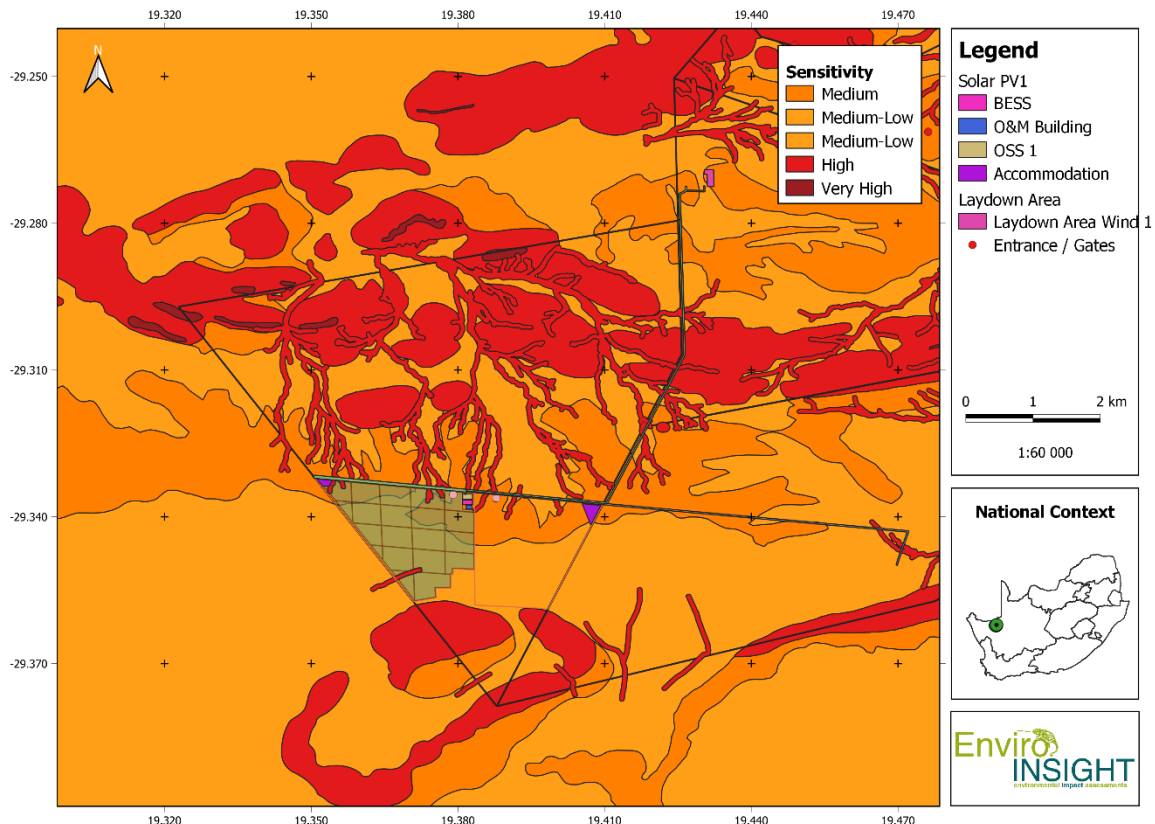 19.320 19.350 19.380 19.410 19.440 19.470
-29.250
-29.280
-29.310
-29.340
-29.370
N
Sensitivity
Medium
Medium-Low
Medium-Low
High
Very High
19.320 19.350 19.380 19.410 19.440 19.470
Legend
Solar PV1
BESS
O&M Building
OSS 1
Accommodation
Laydown Area
Laydown Area Wind 1
Entrance / Gates
0 1 2 km
1:60 000
National Context
Enviro
INSIGHT
environmental impact assessments